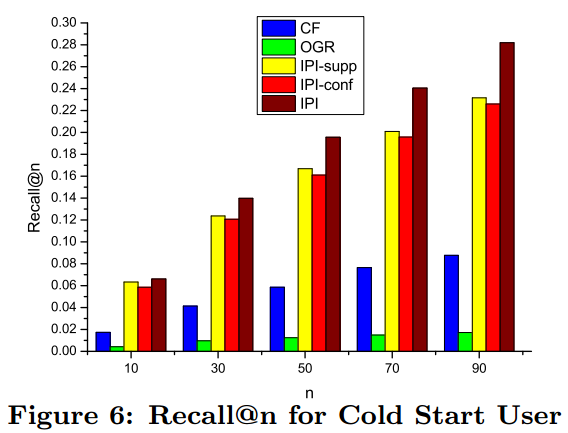 0.30
0.28
0.26
0.24
0.22
0.20
0.18
0.16
0.14
0.12
0.10
0.08
0.06
0.04
0.02
0.00
Recall@n
CF
OGR
IPI-supp
IPI-conf
IPI
10 30 50 70 90
n
Figure 6: Recall@n for Cold Start User